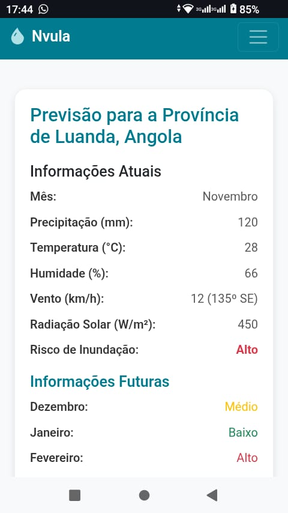 17:44 85%
Nvula
Previsão para a Província
de Luanda, Angola
Informações Atuais
Mês: Novembro
Precipitação (mm): 120
Temperatura (°C): 28
Humidade (%): 66
Vento (km/h): 12 (135º SE)
Radiação Solar (W/m²): 450
Risco de Inundação: Alto
Informações Futuras
Dezembro: Médio
Janeiro: Baixo
Fevereiro: Alto